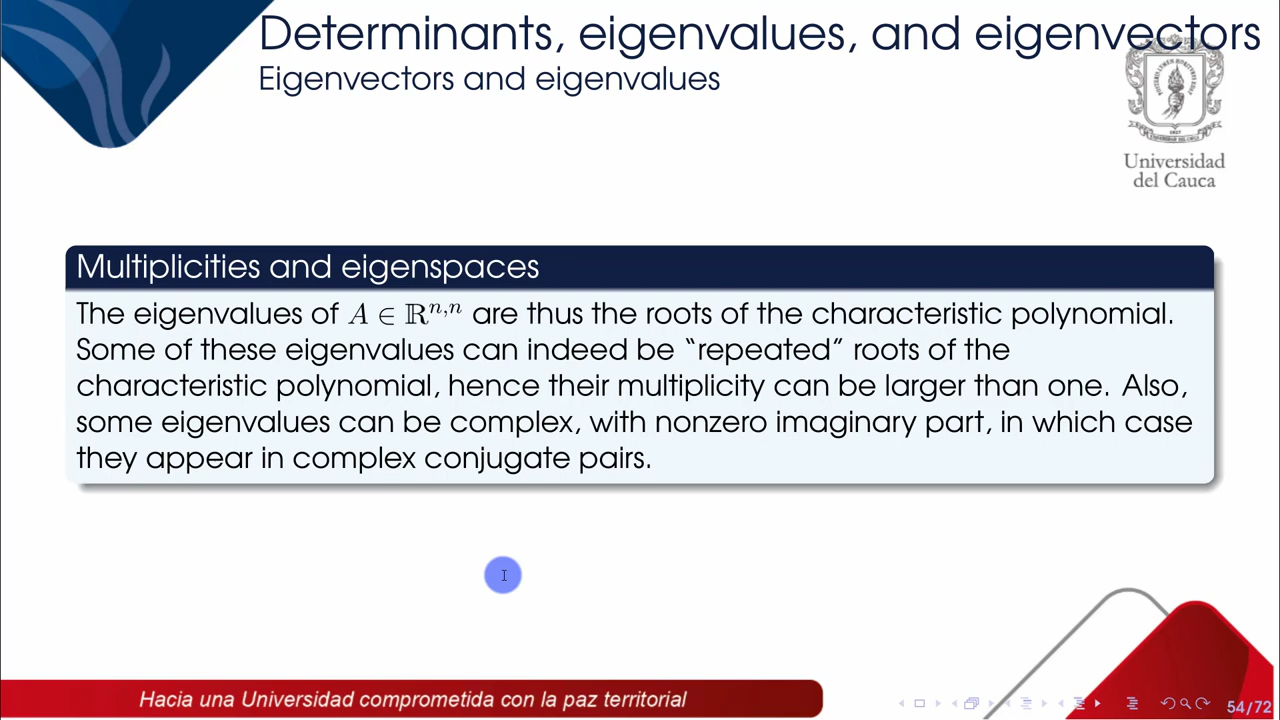 Determinants, eigenvalues, and eigenvectors
Eigenvectors and eigenvalues
Universidad
del Cauca
Multiplicities and eigenspaces
The eigenvalues of A ∈ ℝⁿ,ⁿ are thus the roots of the characteristic polynomial.
Some of these eigenvalues can indeed be “repeated” roots of the
characteristic polynomial, hence their multiplicity can be larger than one. Also,
some eigenvalues can be complex, with nonzero imaginary part, in which case
they appear in complex conjugate pairs.
Hacia una Universidad comprometida con la paz territorial
54/72